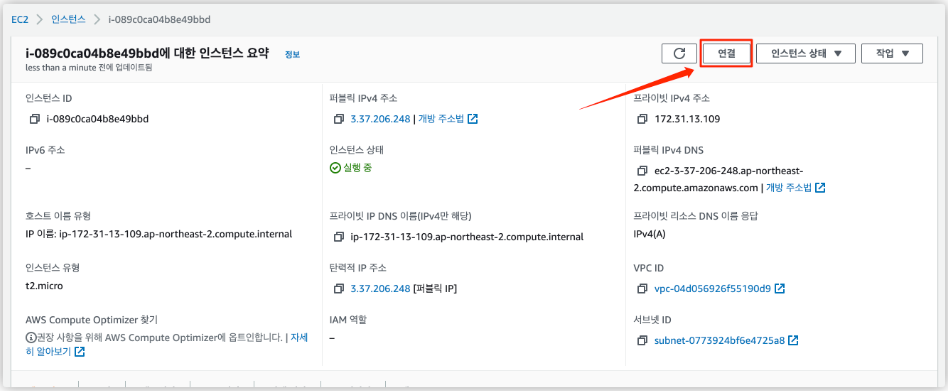 EC2 > 인스턴스 > i-089c0ca04b8e49bbd
i-089c0ca04b8e49bbd에 대한 인스턴스 요약 정보
less than a minute 전에 업데이트됨
연결
인스턴스 상태 ▼
작업 ▼
인스턴스 ID
i-089c0ca04b8e49bbd
퍼블릭 IPv4 주소
3.37.206.248 | 개방 주소법
프라이빗 IPv4 주소
172.31.13.109
IPv6 주소
–
인스턴스 상태
실행 중
퍼블릭 IPv4 DNS
ec2-3-37-206-248.ap-northeast-
2.compute.amazonaws.com | 개방 주소법
호스트 이름 유형
IP 이름: ip-172-31-13-109.ap-northeast-2.compute.internal
프라이빗 IP DNS 이름(IPv4만 해당)
ip-172-31-13-109.ap-northeast-2.compute.internal
프라이빗 리소스 DNS 이름 응답
IPv4(A)
인스턴스 유형
t2.micro
탄력적 IP 주소
3.37.206.248 [퍼블릭 IP]
VPC ID
vpc-04d056926f55190d9
AWS Compute Optimizer 찾기
권장 사항을 위해 AWS Compute Optimizer에 옵트인합니다. | 자세
히 알아보기
IAM 역할
–
서브넷 ID
subnet-0773924bf6e4725a8